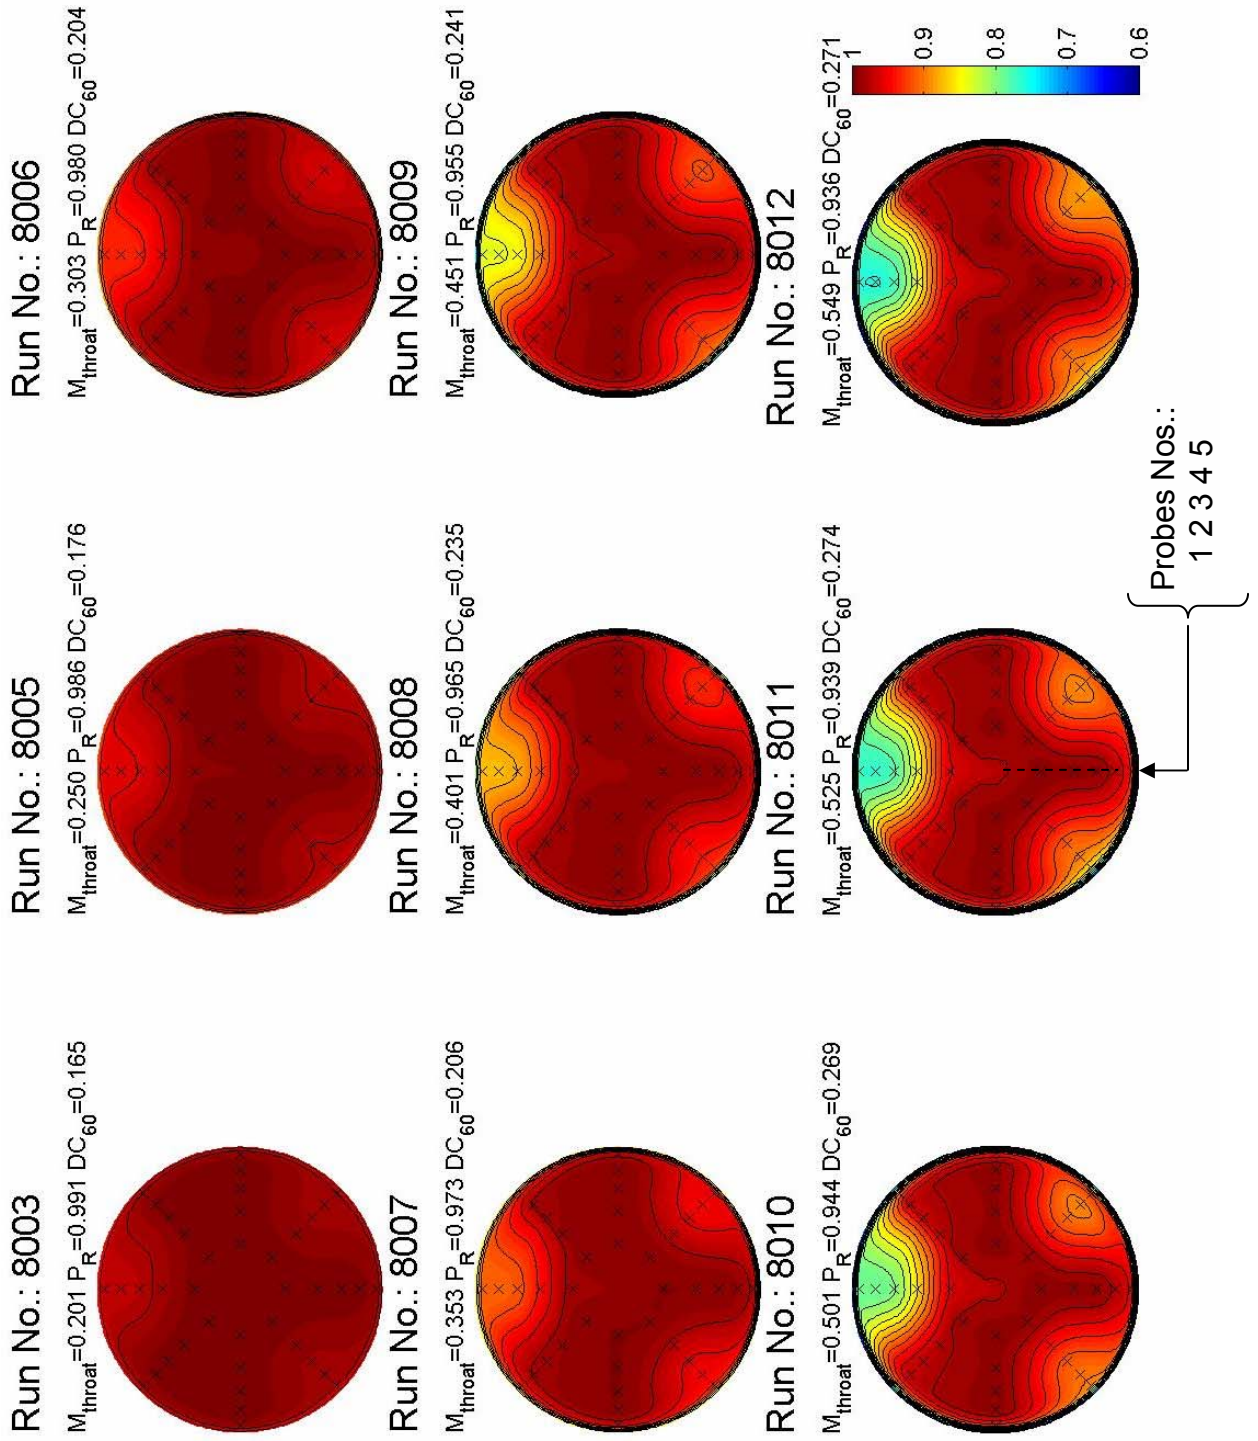 Run No.: 8003
M_throat=0.201 P_R=0.991 DC_60=0.165
Run No.: 8005
M_throat=0.250 P_R=0.986 DC_60=0.176
Run No.: 8006
M_throat=0.303 P_R=0.980 DC_60=0.204
Run No.: 8007
M_throat=0.353 P_R=0.973 DC_60=0.206
Run No.: 8008
M_throat=0.401 P_R=0.965 DC_60=0.235
Run No.: 8009
M_throat=0.451 P_R=0.955 DC_60=0.241
Run No.: 8010
M_throat=0.501 P_R=0.944 DC_60=0.269
Run No.: 8011
M_throat=0.525 P_R=0.939 DC_60=0.274
Run No.: 8012
M_throat=0.549 P_R=0.936 DC_60=0.271
1
0.9
0.8
0.7
0.6
Probes Nos.:
1 2 3 4 5